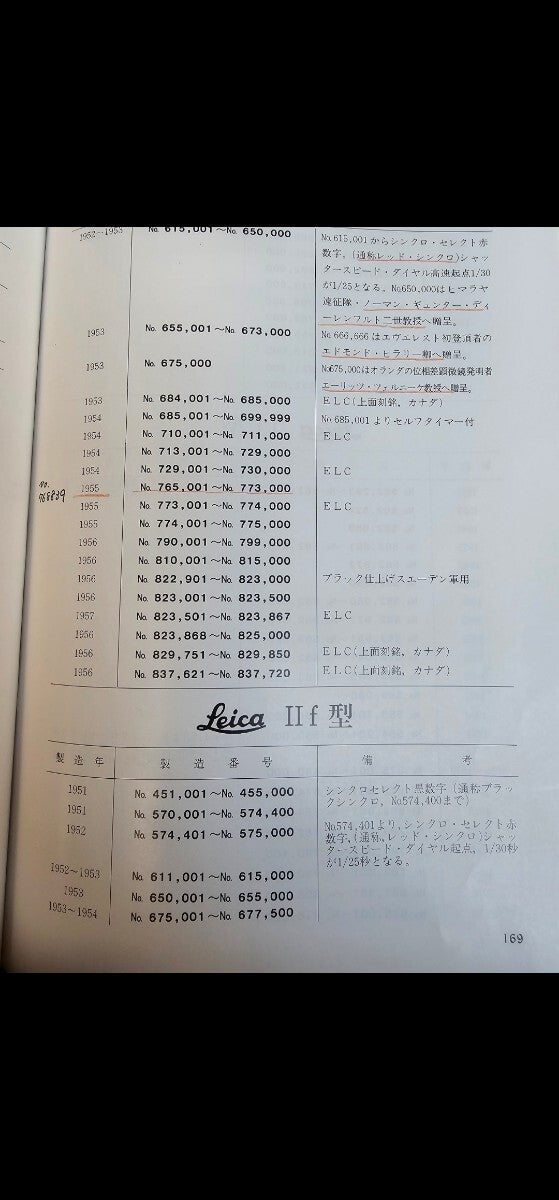 1952～1953 No. 615,001～No. 650,000 No.615,001からシンクロ・セレクト赤
数字,(通称レッド・シンクロ)シャッ
タースピード・ダイヤル高速起点1/30
が1/25となる。No.650,000はヒマラヤ
遠征隊・ノーマン・ギュンター・ディ
ーレンフルト二世教授へ贈呈。
1953 No. 655,001～No. 673,000 No.666,666はエヴェレスト初登頂者の
エドモンド・ヒラリー卿へ贈呈。
1953 No. 675,000 No.675,000はオランダの位相差顕微鏡発明者
エーリッツ・ツォルニーケ教授へ贈呈。
1953 No. 684,001～No. 685,000 ELC(上面刻銘,カナダ)
1954 No. 685,001～No. 699,999 No.685,001よりセルフタイマー付
1954 No. 710,001～No. 711,000 ELC
1954 No. 713,001～No. 729,000
1954 No. 729,001～No. 730,000 ELC
no.
768839
1955 No. 765,001～No. 773,000
1955 No. 773,001～No. 774,000 ELC
1955 No. 774,001～No. 775,000
1956 No. 790,001～No. 799,000
1956 No. 810,001～No. 815,000
1956 No. 822,901～No. 823,000 ブラック仕上げスエーデン軍用
1956 No. 823,001～No. 823,500
1957 No. 823,501～No. 823,867 ELC
1956 No. 823,868～No. 825,000
1956 No. 829,751～No. 829,850 ELC(上面刻銘,カナダ)
1956 No. 837,621～No. 837,720 ELC(上面刻銘,カナダ)
Leica IIf型
製造年 製造番号 備考
1951 No. 451,001～No. 455,000 シンクロセレクト黒数字(通称ブラッ
クシンクロ,No.574,400まで)
1951 No. 570,001～No. 574,400
1952 No. 574,401～No. 575,000 No.574,401より,シンクロ・セレクト赤
数字,(通称,レッド・シンクロ)シャッ
タースピード・ダイヤル起点,1/30秒
が1/25秒となる。
1952～1953 No. 611,001～No. 615,000
1953 No. 650,001～No. 655,000
1953～1954 No. 675,001～No. 677,500
169